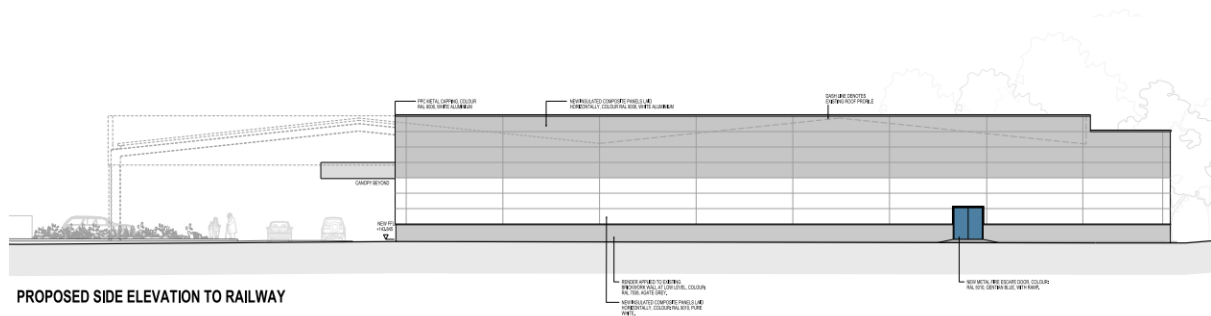 PPC METAL CAPPING, COLOUR
RAL 9006, WHITE ALUMINIUM
NEW INSULATED COMPOSITE PANELS LAID
HORIZONTALLY, COLOUR RAL 9006, WHITE ALUMINIUM
DASH LINE DENOTES
EXISTING ROOF PROFILE
CANOPY BEYOND
NEW FFL
RENDER APPLIED TO EXISTING
BRICKWORK WALL AT LOW LEVEL, COLOUR:
RAL 7038, AGATE GREY.
NEW INSULATED COMPOSITE PANELS LAID
HORIZONTALLY, COLOUR: RAL 9010, PURE
WHITE.
NEW METAL FIRE ESCAPE DOOR, COLOUR:
RAL 5010, GENTIAN BLUE, WITH RAMP.
PROPOSED SIDE ELEVATION TO RAILWAY